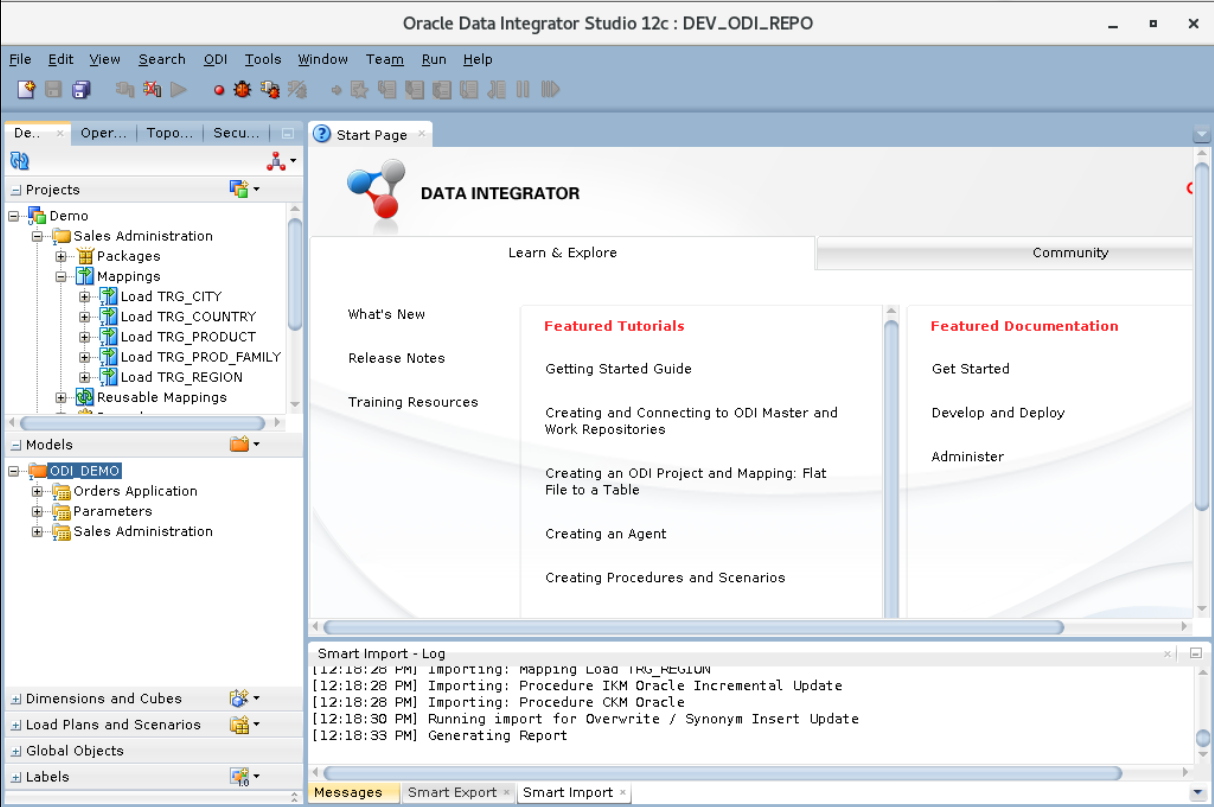 Oracle Data Integrator Studio 12c : DEV_ODI_REPO
File Edit View Search ODI Tools Window Team Run Help
De.. Oper... Topo... Secu...
Start Page
Projects
Demo
Sales Administration
Packages
Mappings
Load TRG_CITY
Load TRG_COUNTRY
Load TRG_PRODUCT
Load TRG_PROD_FAMILY
Load TRG_REGION
Reusable Mappings
Models
ODI_DEMO
Orders Application
Parameters
Sales Administration
Dimensions and Cubes
Load Plans and Scenarios
Global Objects
Labels
DATA INTEGRATOR
Learn & Explore
Community
What's New
Release Notes
Training Resources
Featured Tutorials
Getting Started Guide
Creating and Connecting to ODI Master and
Work Repositories
Creating an ODI Project and Mapping: Flat
File to a Table
Creating an Agent
Creating Procedures and Scenarios
Featured Documentation
Get Started
Develop and Deploy
Administer
Smart Import - Log
[12:18:28 PM] Importing: Mapping Load TRG_REGION
[12:18:28 PM] Importing: Procedure IKM Oracle Incremental Update
[12:18:28 PM] Importing: Procedure CKM Oracle
[12:18:30 PM] Running import for Overwrite / Synonym Insert Update
[12:18:33 PM] Generating Report
Messages Smart Export Smart Import